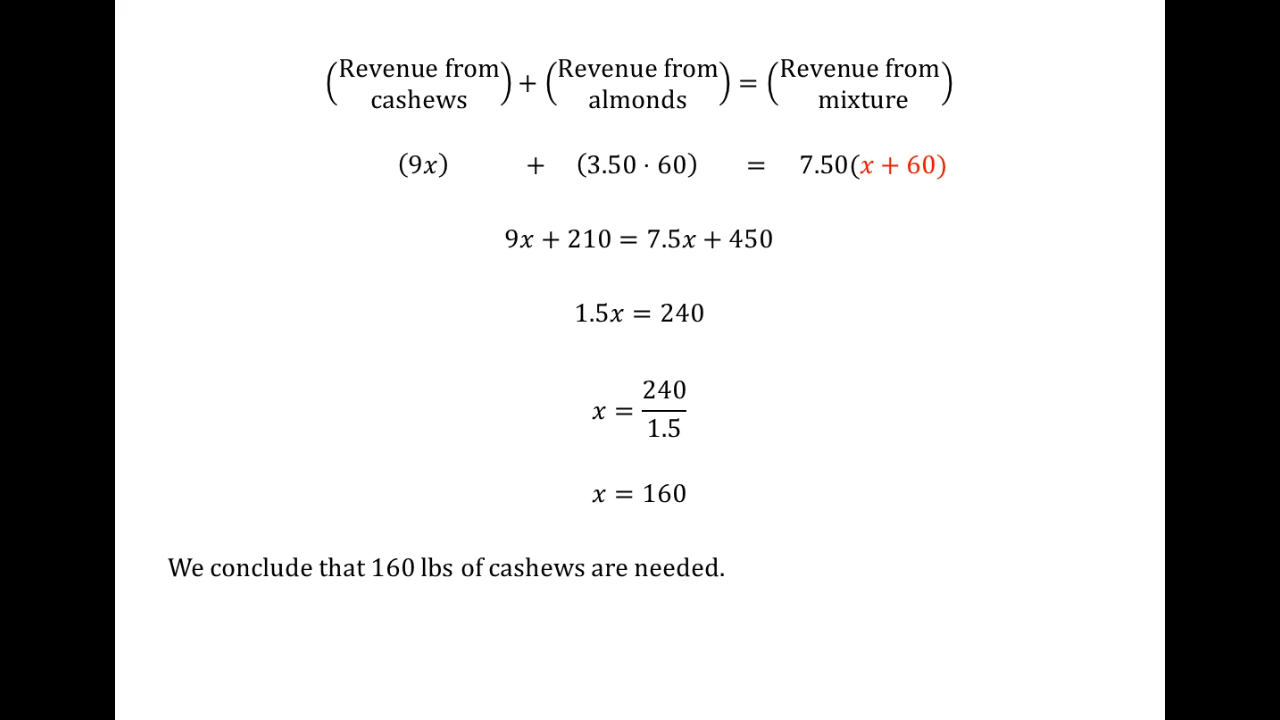 (Revenue from cashews) + (Revenue from almonds) = (Revenue from mixture)
(9x) + (3.50 · 60) = 7.50(x + 60)
9x + 210 = 7.5x + 450
1.5x = 240
x = 240/1.5
x = 160
We conclude that 160 lbs of cashews are needed.